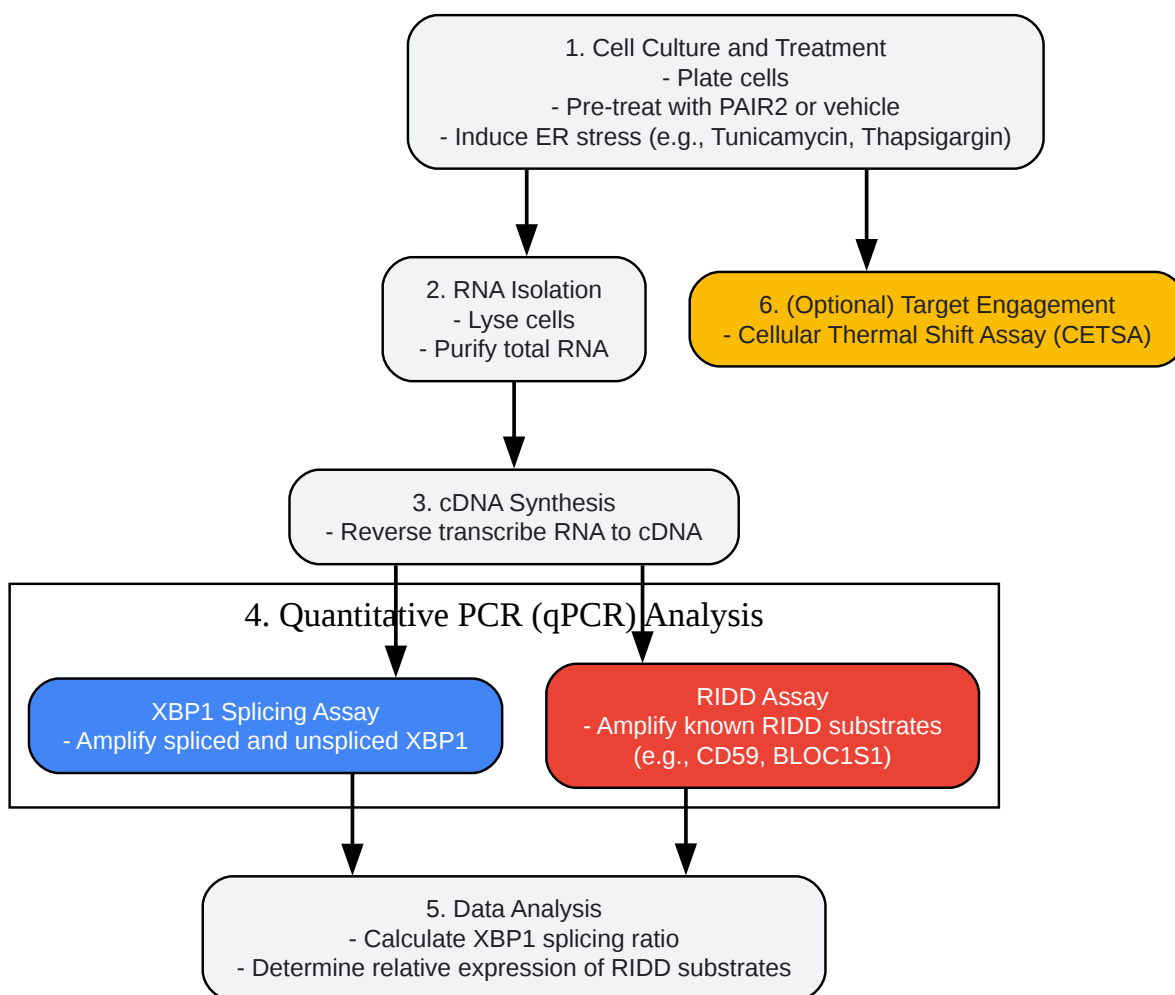 1. Cell Culture and Treatment
- Plate cells
- Pre-treat with PAIR2 or vehicle
- Induce ER stress (e.g., Tunicamycin, Thapsigargin)
2. RNA Isolation
- Lyse cells
- Purify total RNA
6. (Optional) Target Engagement
- Cellular Thermal Shift Assay (CETSA)
3. cDNA Synthesis
- Reverse transcribe RNA to cDNA
4. Quantitative PCR (qPCR) Analysis
XBP1 Splicing Assay
- Amplify spliced and unspliced XBP1
RIDD Assay
- Amplify known RIDD substrates
(e.g., CD59, BLOC1S1)
5. Data Analysis
- Calculate XBP1 splicing ratio
- Determine relative expression of RIDD substrates